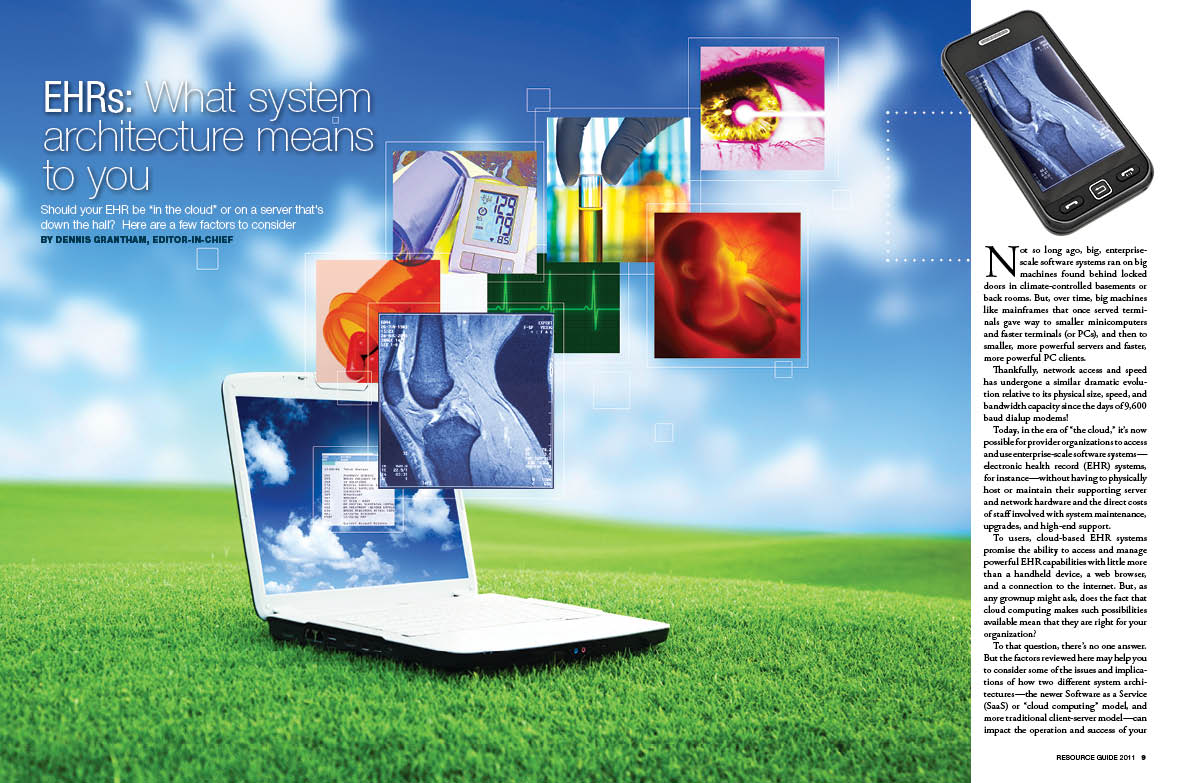 EHRs: What system
architecture means
to you
Should your EHR be “in the cloud” or on a server that's
down the hall? Here are a few factors to consider
BY DENNIS GRANTHAM, EDITOR-IN-CHIEF
129
79
85
Not so long ago, big, enterprise-
scale software systems ran on big
machines found behind locked
doors in climate-controlled basements or
back rooms. But, over time, big machines
like mainframes that once served termi-
nals gave way to smaller minicomputers
and faster terminals (or PCs), and then to
smaller, more powerful servers and faster,
more powerful PC clients.
Thankfully, network access and speed
has undergone a similar dramatic evolu-
tion relative to its physical size, speed, and
bandwidth capacity since the days of 9,600
baud dialup modems!
Today, in the era of “the cloud,” it’s now
possible for provider organizations to access
and use enterprise-scale software systems—
electronic health record (EHR) systems,
for instance—without having to physically
host or maintain their supporting server
and network hardware and the direct costs
of staff involved with system maintenance,
upgrades, and high-end support.
To users, cloud-based EHR systems
promise the ability to access and manage
powerful EHR capabilities with little more
than a handheld device, a web browser,
and a connection to the internet. But, as
any grownup might ask, does the fact that
cloud computing makes such possibilities
available mean that they are right for your
organization?
To that question, there’s no one answer.
But the factors reviewed here may help you
to consider some of the issues and implica-
tions of how two different system archi-
tectures—the newer Software as a Service
(SaaS) or “cloud computing” model, and
more traditional client-server model—can
impact the operation and success of your
RESOURCE GUIDE 2011 9